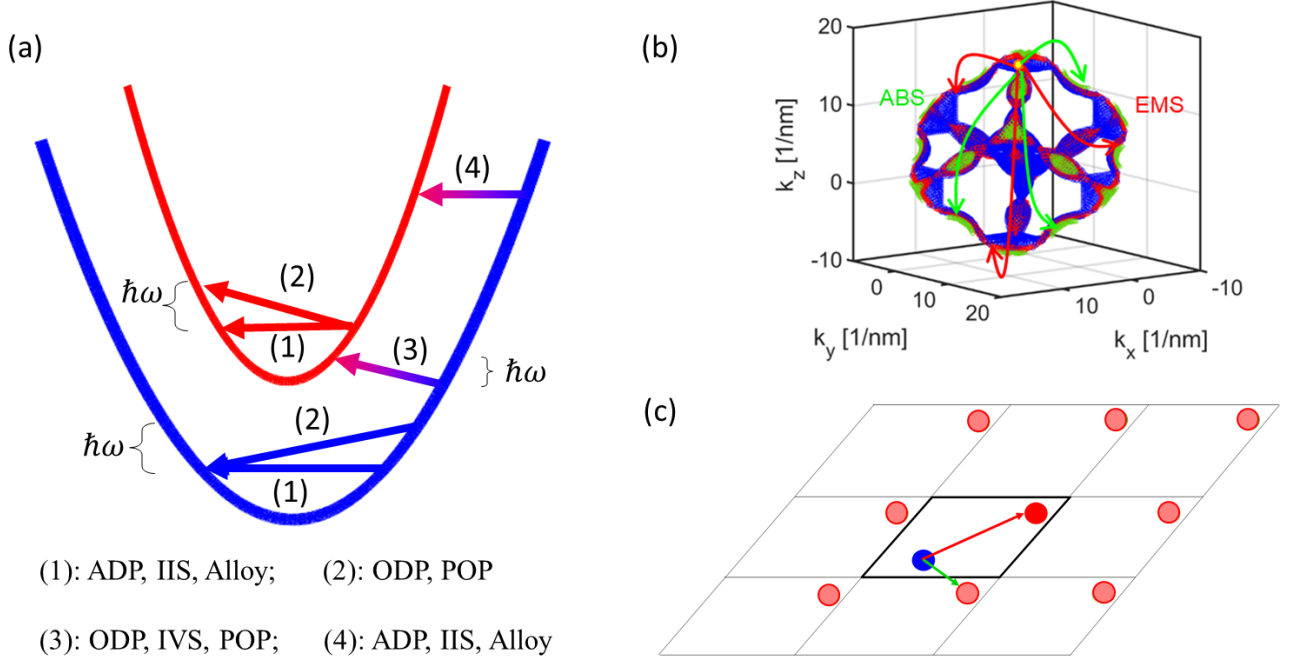 (a)
(4)
(2)
ℏω
(1)
(3)
ℏω
(2)
ℏω
(1)
(1): ADP, IIS, Alloy; (2): ODP, POP
(3): ODP, IVS, POP; (4): ADP, IIS, Alloy
(b)
20
10
0
-10
k_z [1/nm]
ABS
EMS
0
10
20
k_y [1/nm]
10
0
-10
k_x [1/nm]
(c)